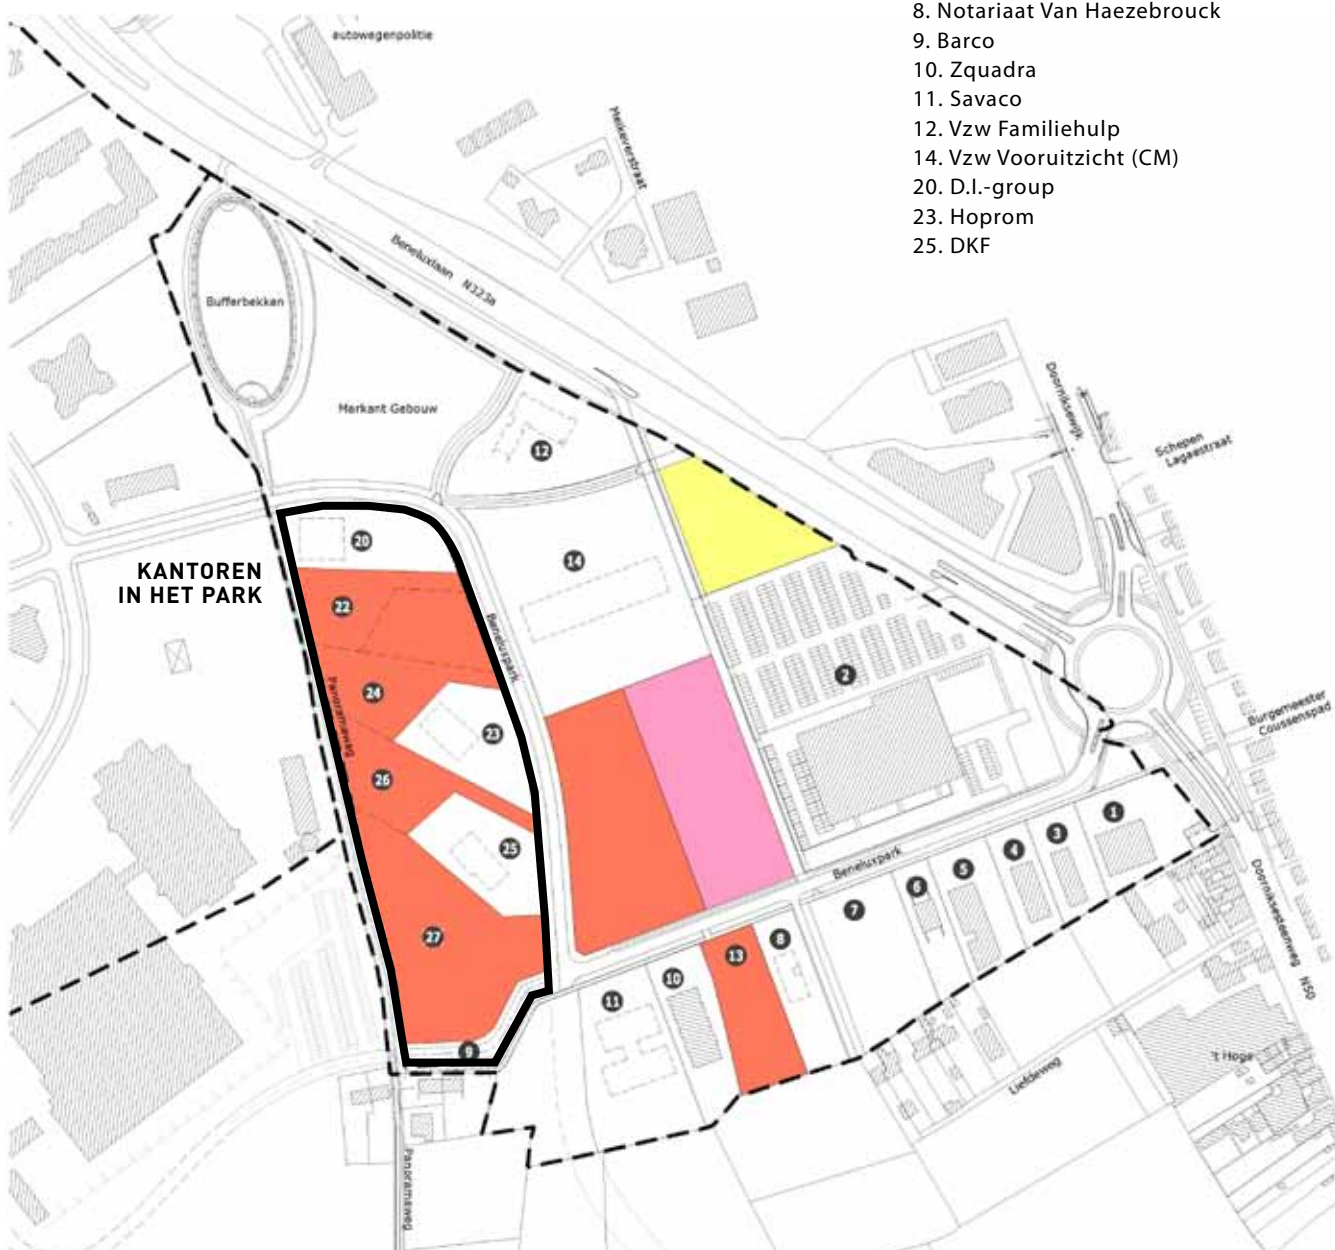 8. Notariaat Van Haezebrouck
9. Barco
10. Zquadra
11. Savaco
12. Vzw Familiehulp
14. Vzw Vooruitzicht (CM)
20. D.I.-group
23. Hoprom
25. DKF
autowegenpolitie
Meikeverstraat
Beneluxlaan N323a
Bufferbekken
Markant Gebouw
Doorniksewijk
Schepen
Lagaestraat
12
20
14
KANTOREN
IN HET PARK
22
Beneluxpark
24
Panoramaweg
23
2
Burgemeester
Coussenspad
26
25
1
3
4
Beneluxpark
5
6
7
Doorniksesteenweg N50
27
8
13
10
11
9
't Hoge
Liefdeweg
Panoramaweg